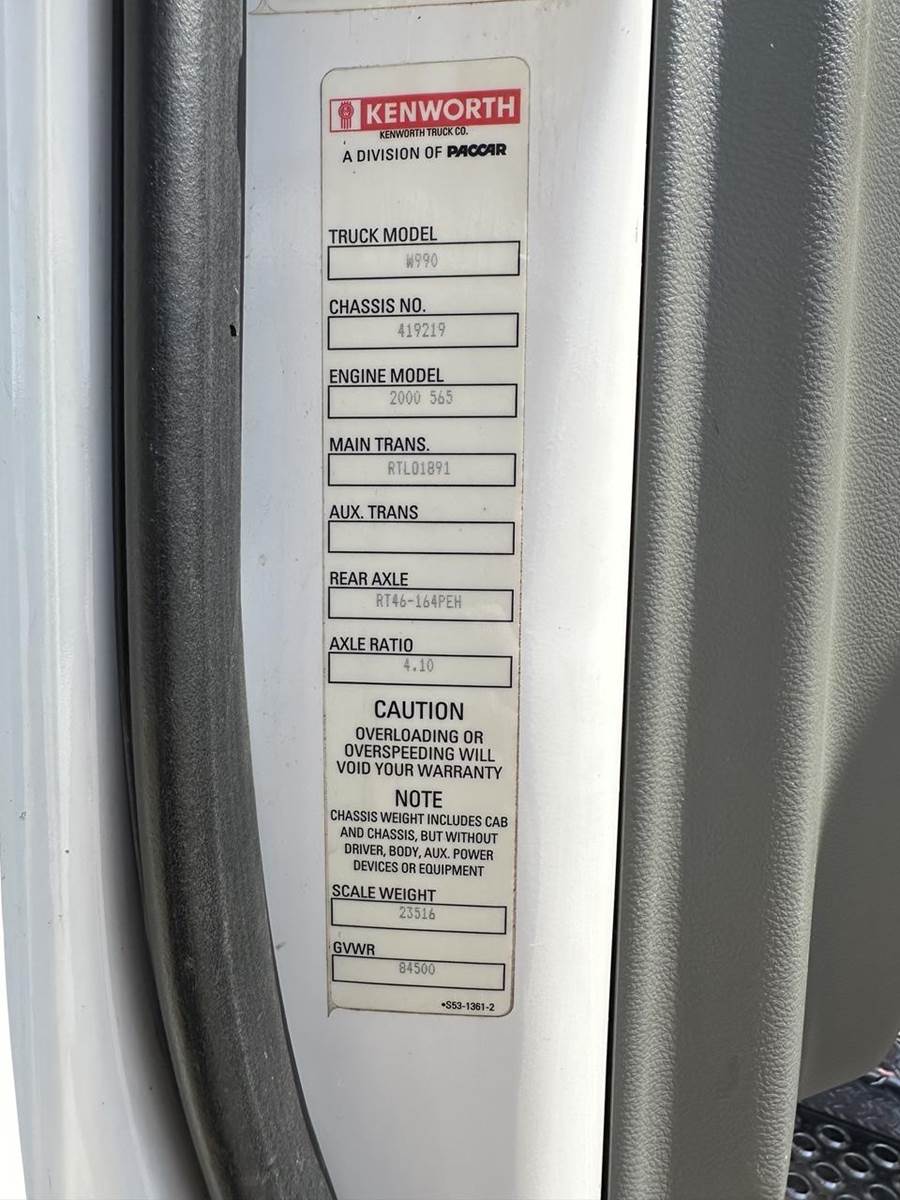 KENWORTH
KENWORTH TRUCK CO.
A DIVISION OF PACCAR
TRUCK MODEL
W990
CHASSIS NO.
419219
ENGINE MODEL
2000 565
MAIN TRANS.
RTLO1891
AUX. TRANS
REAR AXLE
RT46-164PEH
AXLE RATIO
4.10
CAUTION
OVERLOADING OR
OVERSPEEDING WILL
VOID YOUR WARRANTY
NOTE
CHASSIS WEIGHT INCLUDES CAB
AND CHASSIS, BUT WITHOUT
DRIVER, BODY, AUX. POWER
DEVICES OR EQUIPMENT
SCALE WEIGHT
23516
GVWR
84500
•S53-1361-2